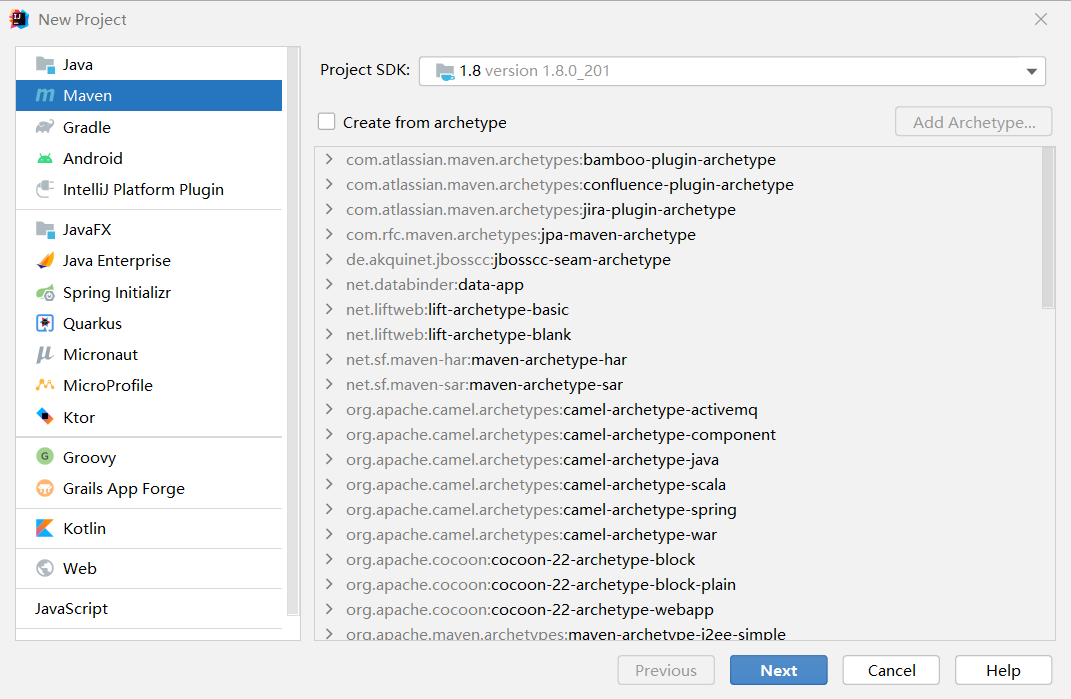 New Project
Java
Maven
Gradle
Android
IntelliJ Platform Plugin
JavaFX
Java Enterprise
Spring Initializr
Quarkus
Micronaut
MicroProfile
Ktor
Groovy
Grails App Forge
Kotlin
Web
JavaScript
Project SDK: 1.8 version 1.8.0_201
Create from archetype
Add Archetype...
com.atlassian.maven.archetypes:bamboo-plugin-archetype
com.atlassian.maven.archetypes:confluence-plugin-archetype
com.atlassian.maven.archetypes:jira-plugin-archetype
com.rfc.maven.archetypes:jpa-maven-archetype
de.akquinet.jbosscc:jbosscc-seam-archetype
net.databinder:data-app
net.liftweb:lift-archetype-basic
net.liftweb:lift-archetype-blank
net.sf.maven-har:maven-archetype-har
net.sf.maven-sar:maven-archetype-sar
org.apache.camel.archetypes:camel-archetype-activemq
org.apache.camel.archetypes:camel-archetype-component
org.apache.camel.archetypes:camel-archetype-java
org.apache.camel.archetypes:camel-archetype-scala
org.apache.camel.archetypes:camel-archetype-spring
org.apache.camel.archetypes:camel-archetype-war
org.apache.cocoon:cocoon-22-archetype-block
org.apache.cocoon:cocoon-22-archetype-block-plain
org.apache.cocoon:cocoon-22-archetype-webapp
org.apache.maven.archetypes:maven-archetype-j2ee-simple
Previous
Next
Cancel
Help